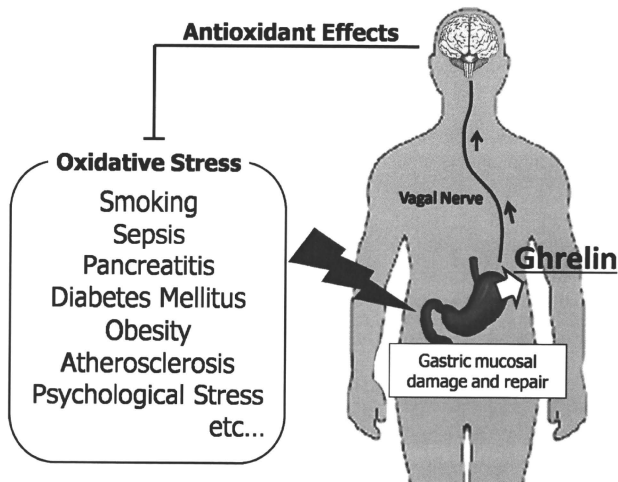 Antioxidant Effects
Oxidative Stress
Smoking
Sepsis
Pancreatitis
Diabetes Mellitus
Obesity
Atherosclerosis
Psychological Stress
etc...
Vagal Nerve
Ghrelin
Gastric mucosal
damage and repair